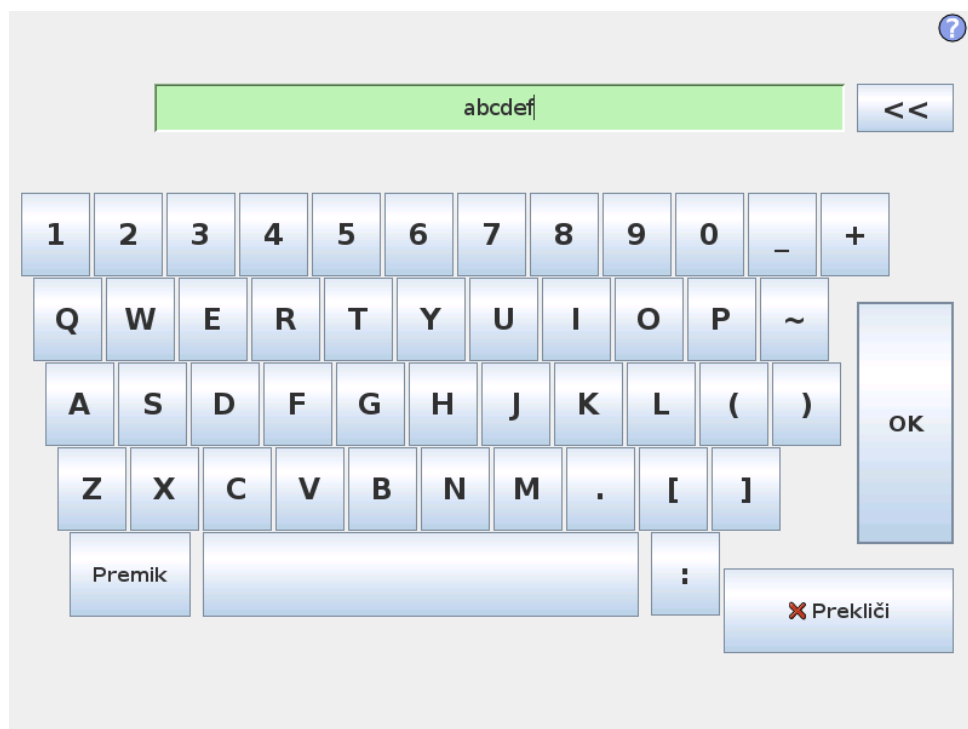 ?
abcdef
<<
1 2 3 4 5 6 7 8 9 0 _ +
Q W E R T Y U I O P ~
A S D F G H J K L ( )
OK
Z X C V B N M . [ ]
Premik :
Prekliči